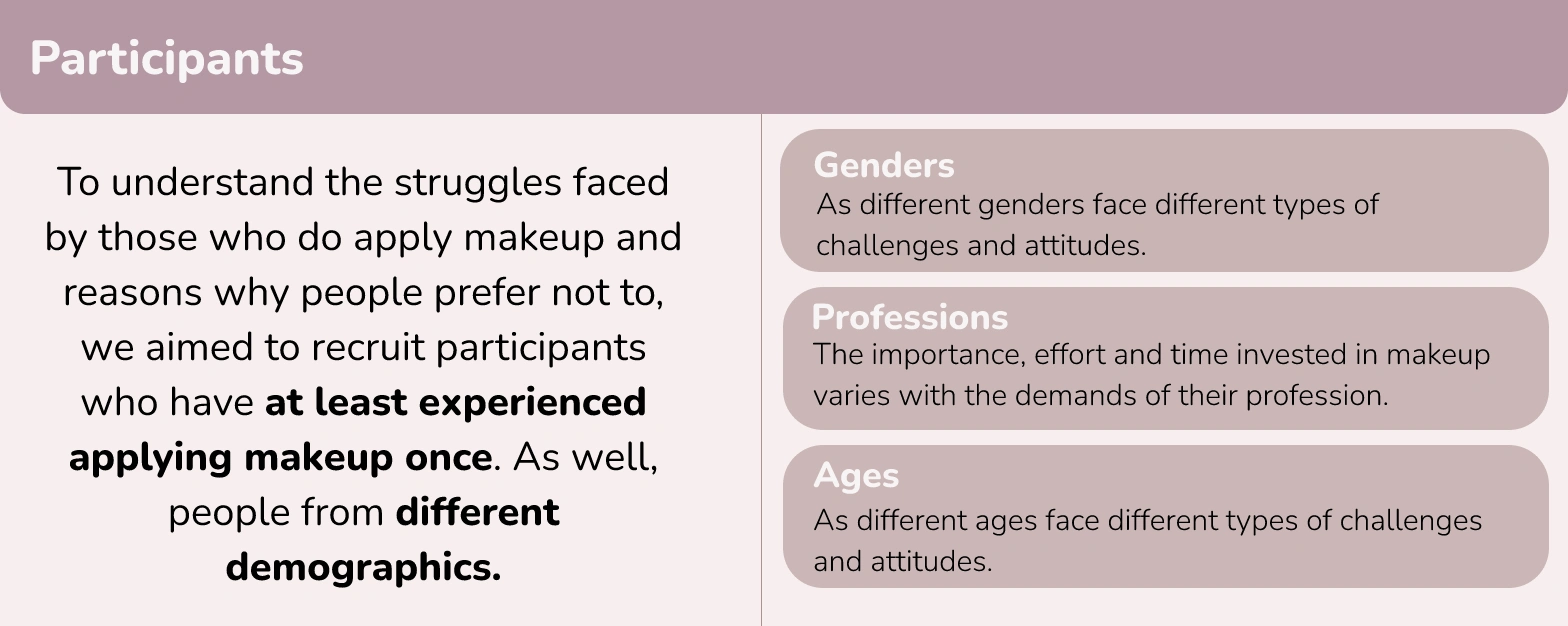 Participants
To understand the struggles faced
by those who do apply makeup and
reasons why people prefer not to,
we aimed to recruit participants
who have at least experienced
applying makeup once. As well,
people from different
demographics.
Genders
As different genders face different types of
challenges and attitudes.
Professions
The importance, effort and time invested in makeup
varies with the demands of their profession.
Ages
As different ages face different types of challenges
and attitudes.